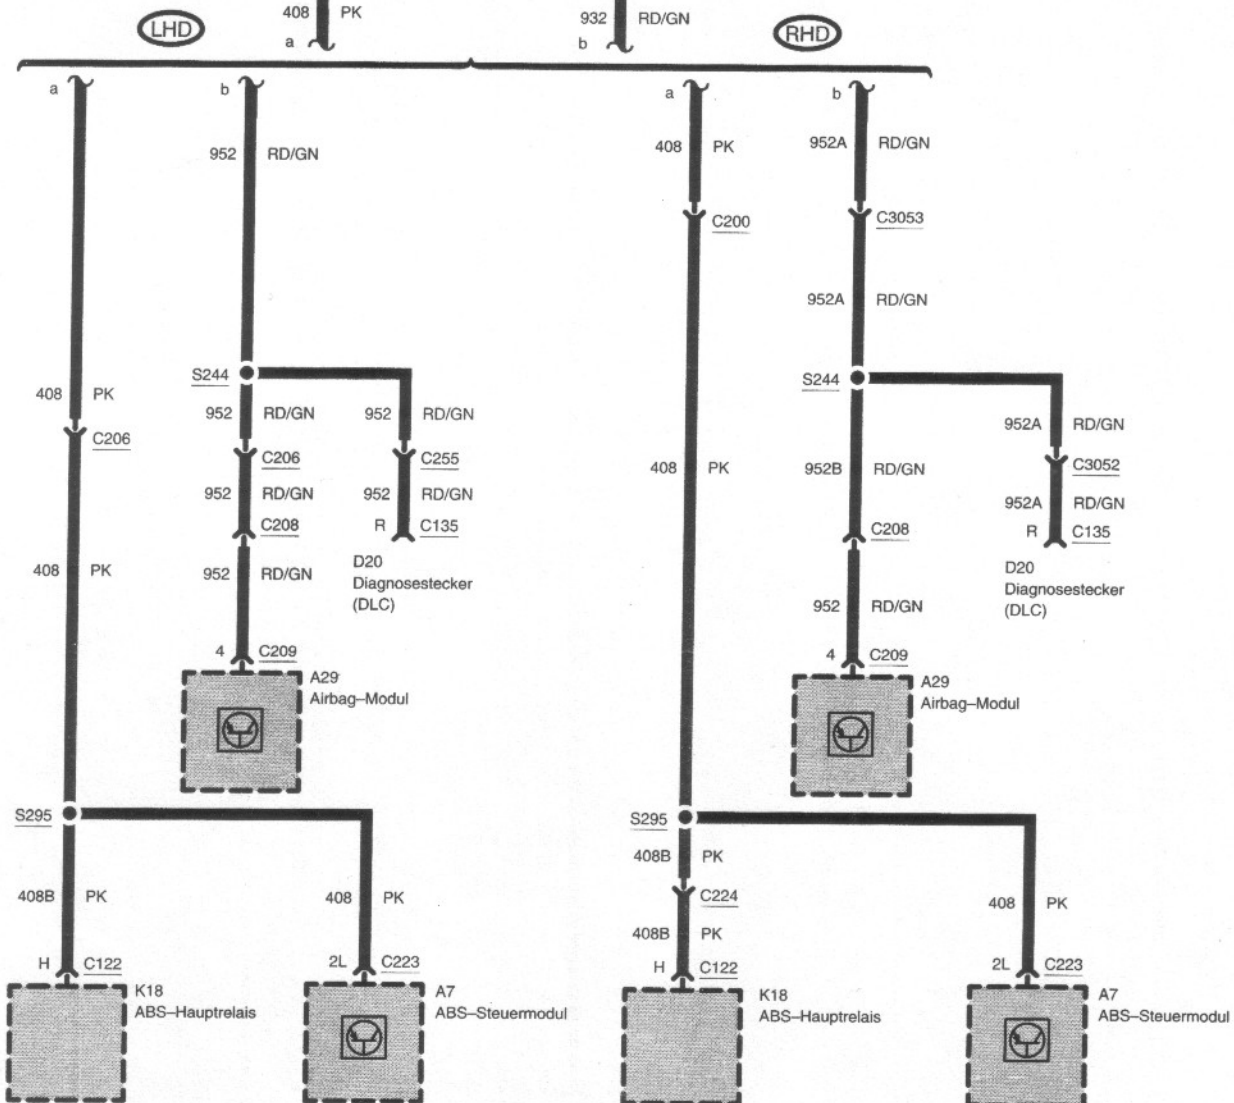 LHD
408 PK
a
932 RD/GN
b
RHD
a
b
952 RD/GN
a
408 PK
C200
b
952A RD/GN
C3053
952A RD/GN
408 PK
C206
S244
952 RD/GN
952 RD/GN
C206
C255
952 RD/GN
952 RD/GN
C208
R C135
D20
Diagnosestecker
(DLC)
408 PK
952 RD/GN
4 C209
A29
Airbag–Modul
S244
952A RD/GN
408 PK
952B RD/GN
C3052
952A RD/GN
C208
R C135
D20
Diagnosestecker
(DLC)
952 RD/GN
4 C209
A29
Airbag–Modul
S295
408B PK
408 PK
H C122
2L C223
K18
ABS–Hauptrelais
A7
ABS–Steuermodul
S295
408B PK
C224
408B PK
408 PK
H C122
2L C223
K18
ABS–Hauptrelais
A7
ABS–Steuermodul